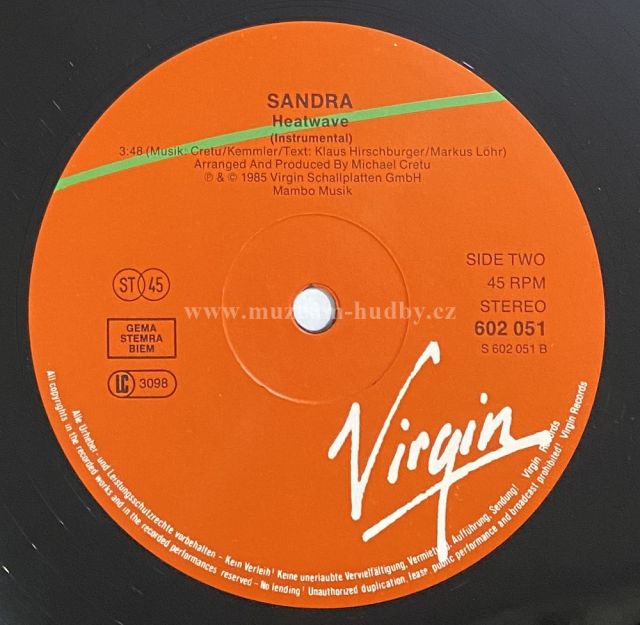 SANDRA
Heatwave
(Instrumental)
3:48 (Musik: Cretu/Kemmler/Text: Klaus Hirschburger/Markus Löhr)
Arranged And Produced By Michael Cretu
℗ & © 1985 Virgin Schallplatten GmbH
Mambo Musik
ST 45
GEMA
STEMRA
BIEM
LC 3098
SIDE TWO
45 RPM
STEREO
602 051
S 602 051 B
www.muzeum-hudby.cz
Virgin
Alle Urheber- und Leistungsschutzrechte vorbehalten - Kein Verleih! Keine unerlaubte Vervielfältigung, Vermietung, Aufführung, Sendung! Virgin Records
All copyrights in the recorded works and in the recorded performances reserved - No lending! Unauthorized duplication, lease, public performance and broadcast prohibited! Virgin Records